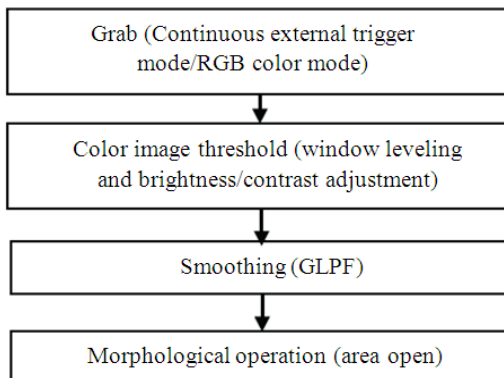 Grab (Continuous external trigger
mode/RGB color mode)
Color image threshold (window leveling
and brightness/contrast adjustment)
Smoothing (GLPF)
Morphological operation (area open)